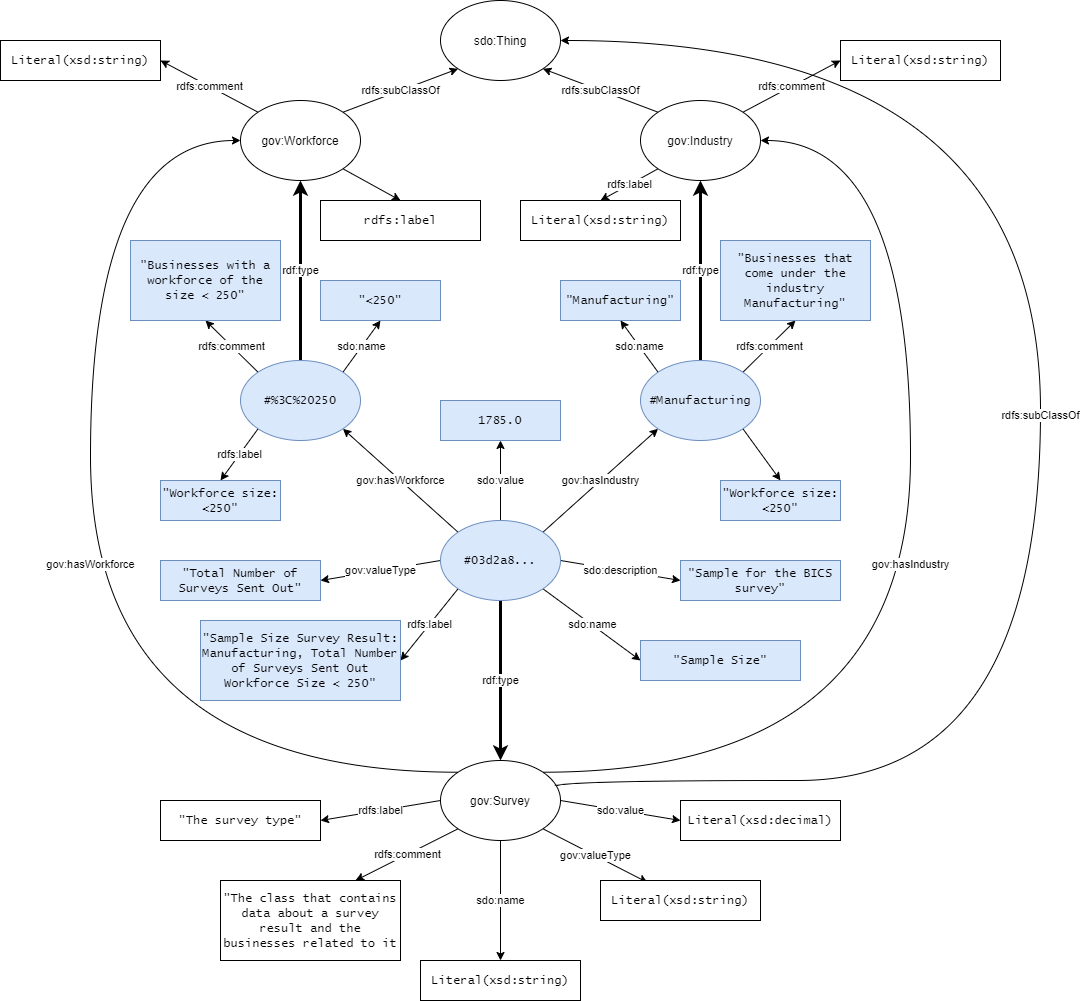 sdo:Thing
Literal(xsd:string)
Literal(xsd:string)
rdfs:comment
rdfs:subClassOf
rdfs:subClassOf
rdfs:comment
gov:Workforce
gov:Industry
rdfs:label
rdfs:label
Literal(xsd:string)
"Businesses with a
workforce of the
size < 250"
rdf:type
"<250"
"Manufacturing"
rdf:type
"Businesses that
come under the
industry
Manufacturing"
rdfs:comment
sdo:name
sdo:name
rdfs:comment
#%3C%20250
1785.0
#Manufacturing
rdfs:subClassOf
rdfs:label
gov:hasWorkforce
sdo:value
gov:hasIndustry
"Workforce size:
<250"
"Workforce size:
<250"
gov:hasWorkforce
"Total Number of
Surveys Sent Out"
gov:valueType
#03d2a8...
sdo:description
"Sample for the BICS
survey"
gov:hasIndustry
"Sample Size Survey Result:
Manufacturing, Total Number
of Surveys Sent Out
Workforce Size < 250"
rdfs:label
sdo:name
"Sample Size"
rdf:type
gov:Survey
"The survey type"
rdfs:label
sdo:value
Literal(xsd:decimal)
rdfs:comment
gov:valueType
"The class that contains
data about a survey
result and the
businesses related to it
sdo:name
Literal(xsd:string)
Literal(xsd:string)